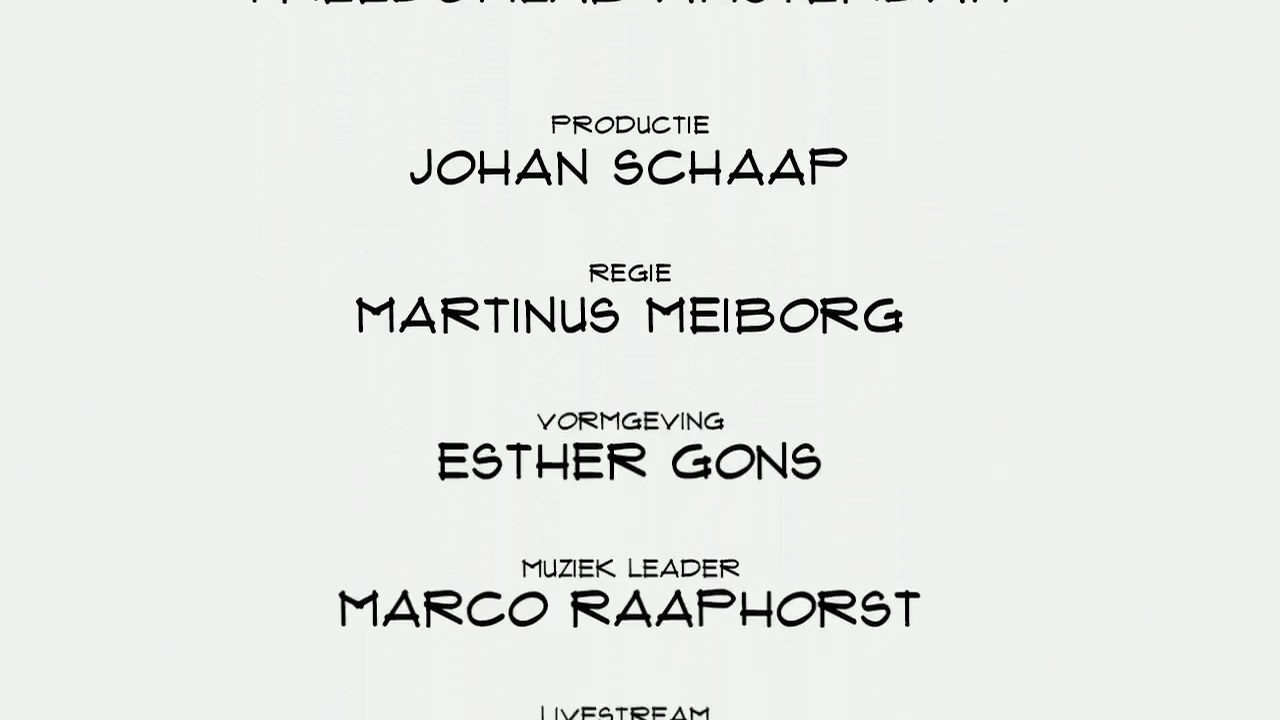 PRODUCTIE
JOHAN SCHAAP
REGIE
MARTINUS MEIBORG
VORMGEVING
ESTHER GONS
MUZIEK LEADER
MARCO RAAPHORST
LIVESTREAM